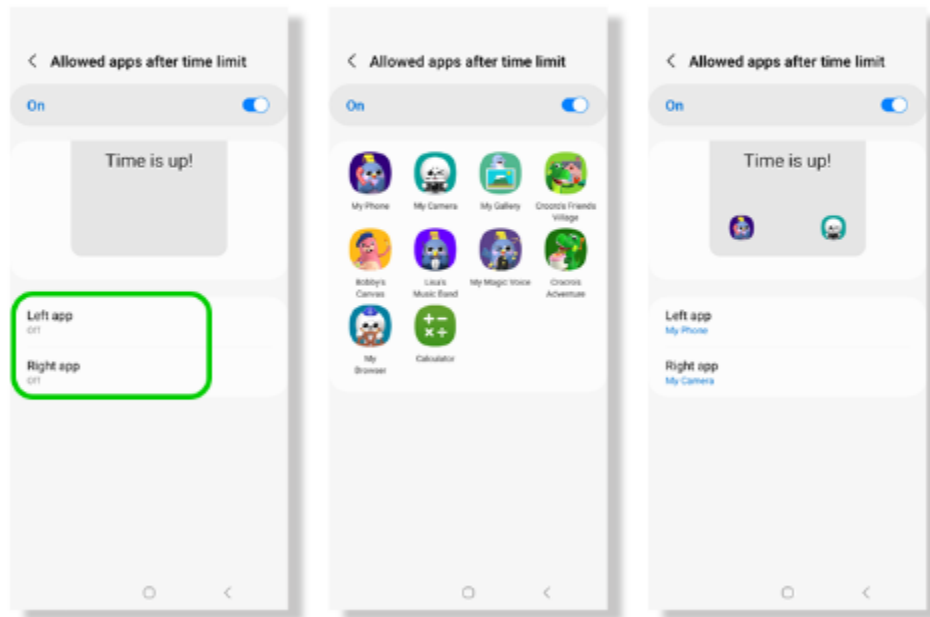 Allowed apps after time limit
On
Time is up!
Left app
Off
Right app
Off
Allowed apps after time limit
On
My Phone
My Camera
My Gallery
Crocro's Friends
Village
Bobby's
Canvas
Lisa's
Music Band
My Magic Voice
Crocro's
Adventure
My
Browser
Calculator
Allowed apps after time limit
On
Time is up!
Left app
My Phone
Right app
My Camera